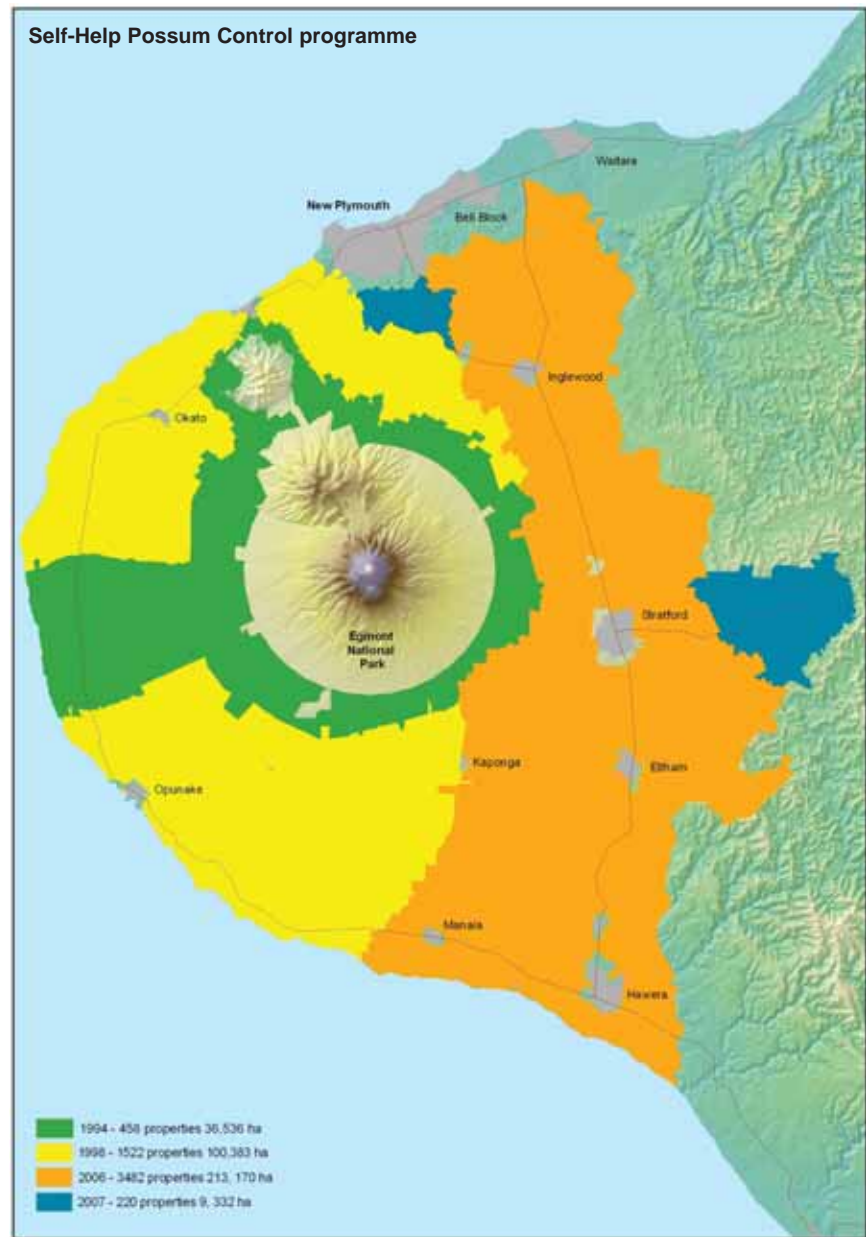 Self-Help Possum Control programme
Waitara
New Plymouth
Bell Block
Inglewood
Okato
Stratford
Egmont
National
Park
Kaponga
Eltham
Opunake
Manaia
Hawera
1994 - 458 properties 36,536 ha
1998 - 1522 properties 100,383 ha
2006 - 3482 properties 213, 170 ha
2007 - 220 properties 9, 332 ha